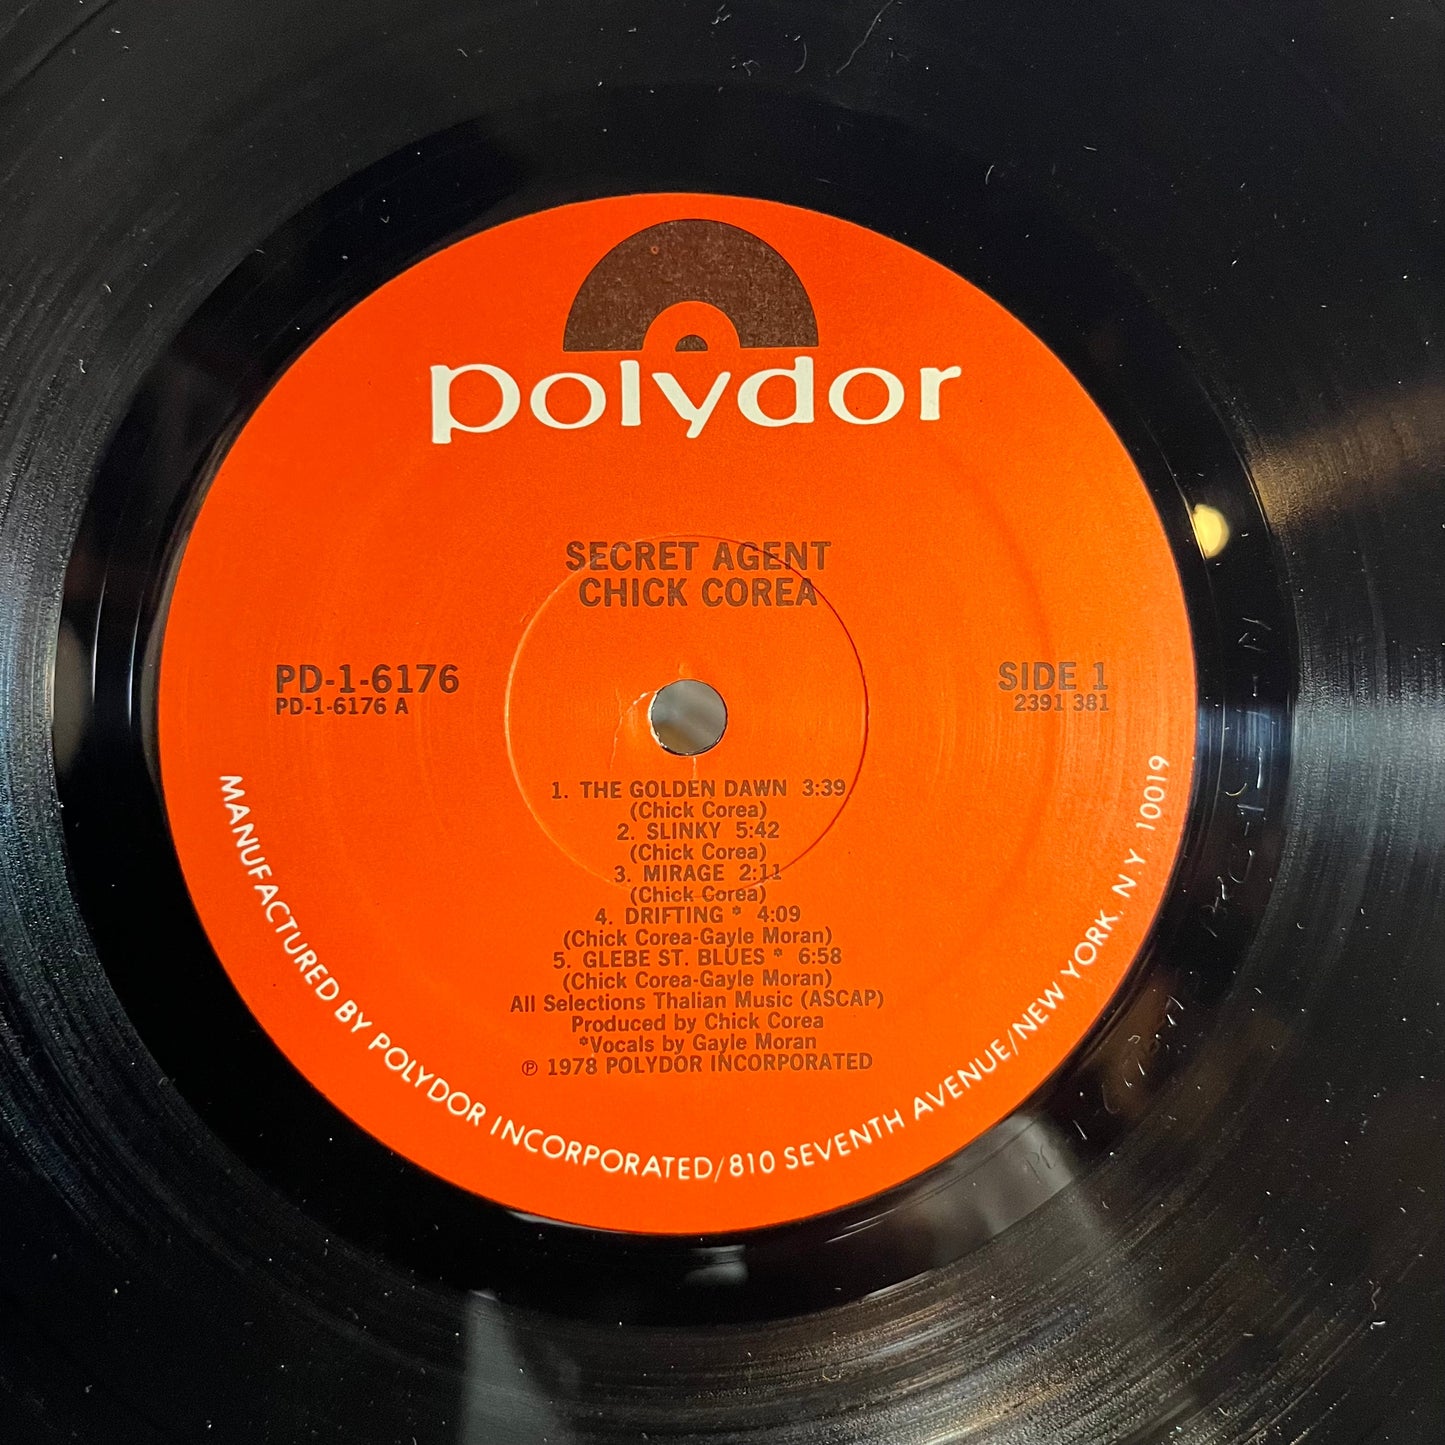 polydor
SECRET AGENT
CHICK COREA
PD-1-6176
PD-1-6176 A
SIDE 1
2391 381
1. THE GOLDEN DAWN 3:39
(Chick Corea)
2. SLINKY 5:42
(Chick Corea)
3. MIRAGE 2:11
(Chick Corea)
4. DRIFTING * 4:09
(Chick Corea-Gayle Moran)
5. GLEBE ST. BLUES * 6:58
(Chick Corea-Gayle Moran)
All Selections Thalian Music (ASCAP)
Produced by Chick Corea
*Vocals by Gayle Moran
℗ 1978 POLYDOR INCORPORATED
MANUFACTURED BY POLYDOR INCORPORATED/810 SEVENTH AVENUE/NEW YORK, N.Y 10019